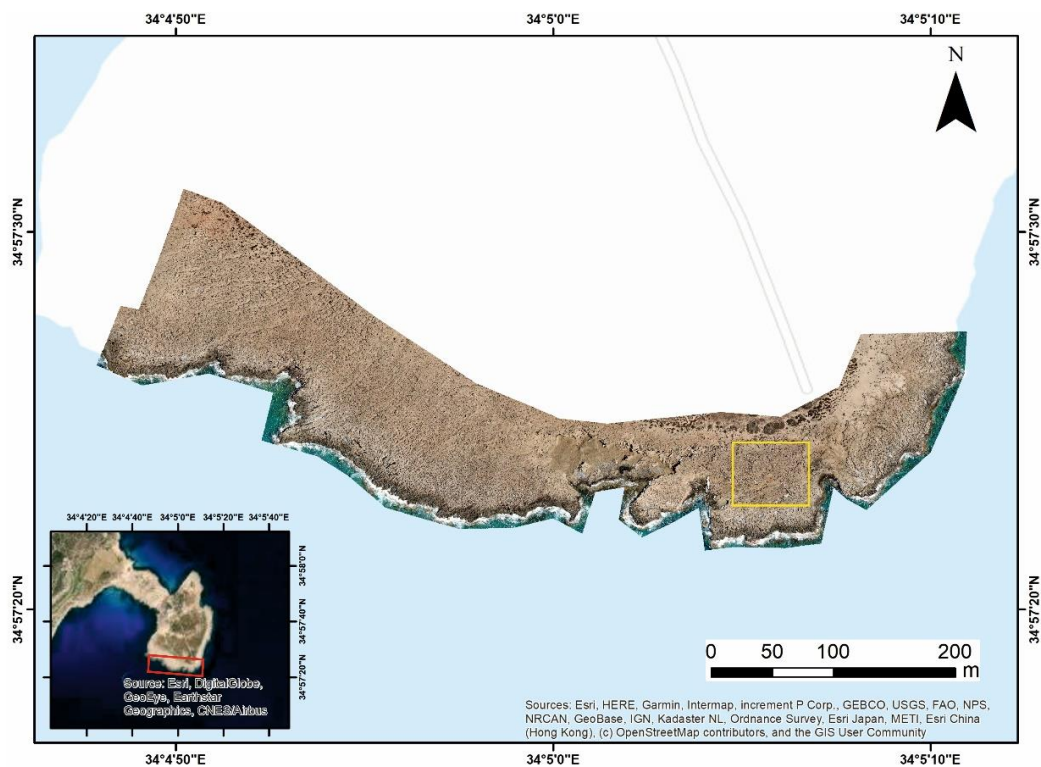 34°4'50"E 34°5'0"E 34°5'10"E
N
34°57'30"N 34°57'30"N
34°57'20"N 34°57'20"N
34°4'20"E 34°4'40"E 34°5'0"E 34°5'20"E 34°5'40"E
34°58'0"N
34°57'40"N
34°57'20"N
Source: Esri, DigitalGlobe,
GeoEye, Earthstar
Geographics, CNES/Airbus
0 50 100 200
m
Sources: Esri, HERE, Garmin, Intermap, increment P Corp., GEBCO, USGS, FAO, NPS,
NRCAN, GeoBase, IGN, Kadaster NL, Ordnance Survey, Esri Japan, METI, Esri China
(Hong Kong), (c) OpenStreetMap contributors, and the GIS User Community
34°4'50"E 34°5'0"E 34°5'10"E